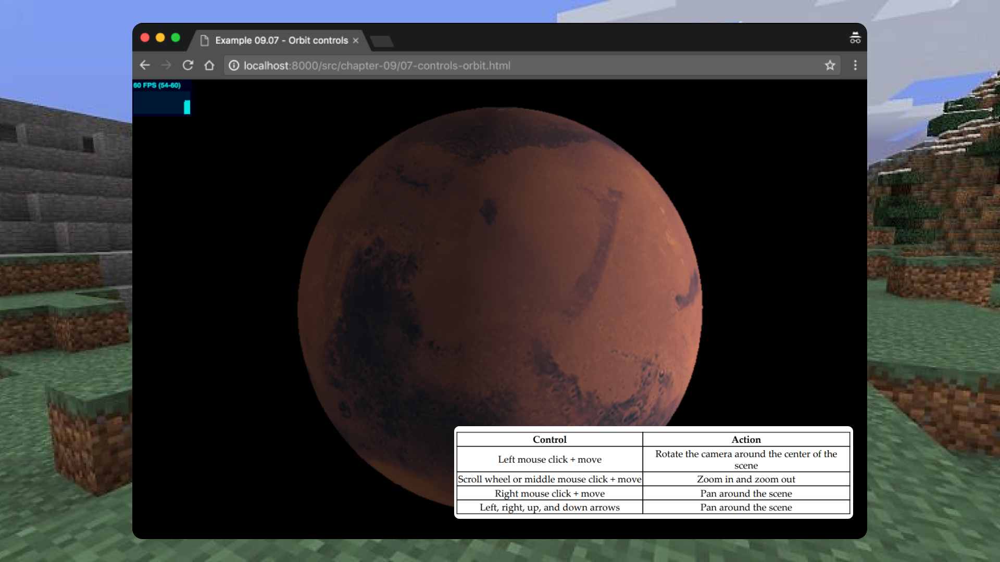 Example 09.07 - Orbit controls
localhost:8000/src/chapter-09/07-controls-orbit.html
60 FPS (54-60)
Control Action
Left mouse click + move Rotate the camera around the center of the
scene
Scroll wheel or middle mouse click + move Zoom in and zoom out
Right mouse click + move Pan around the scene
Left, right, up, and down arrows Pan around the scene